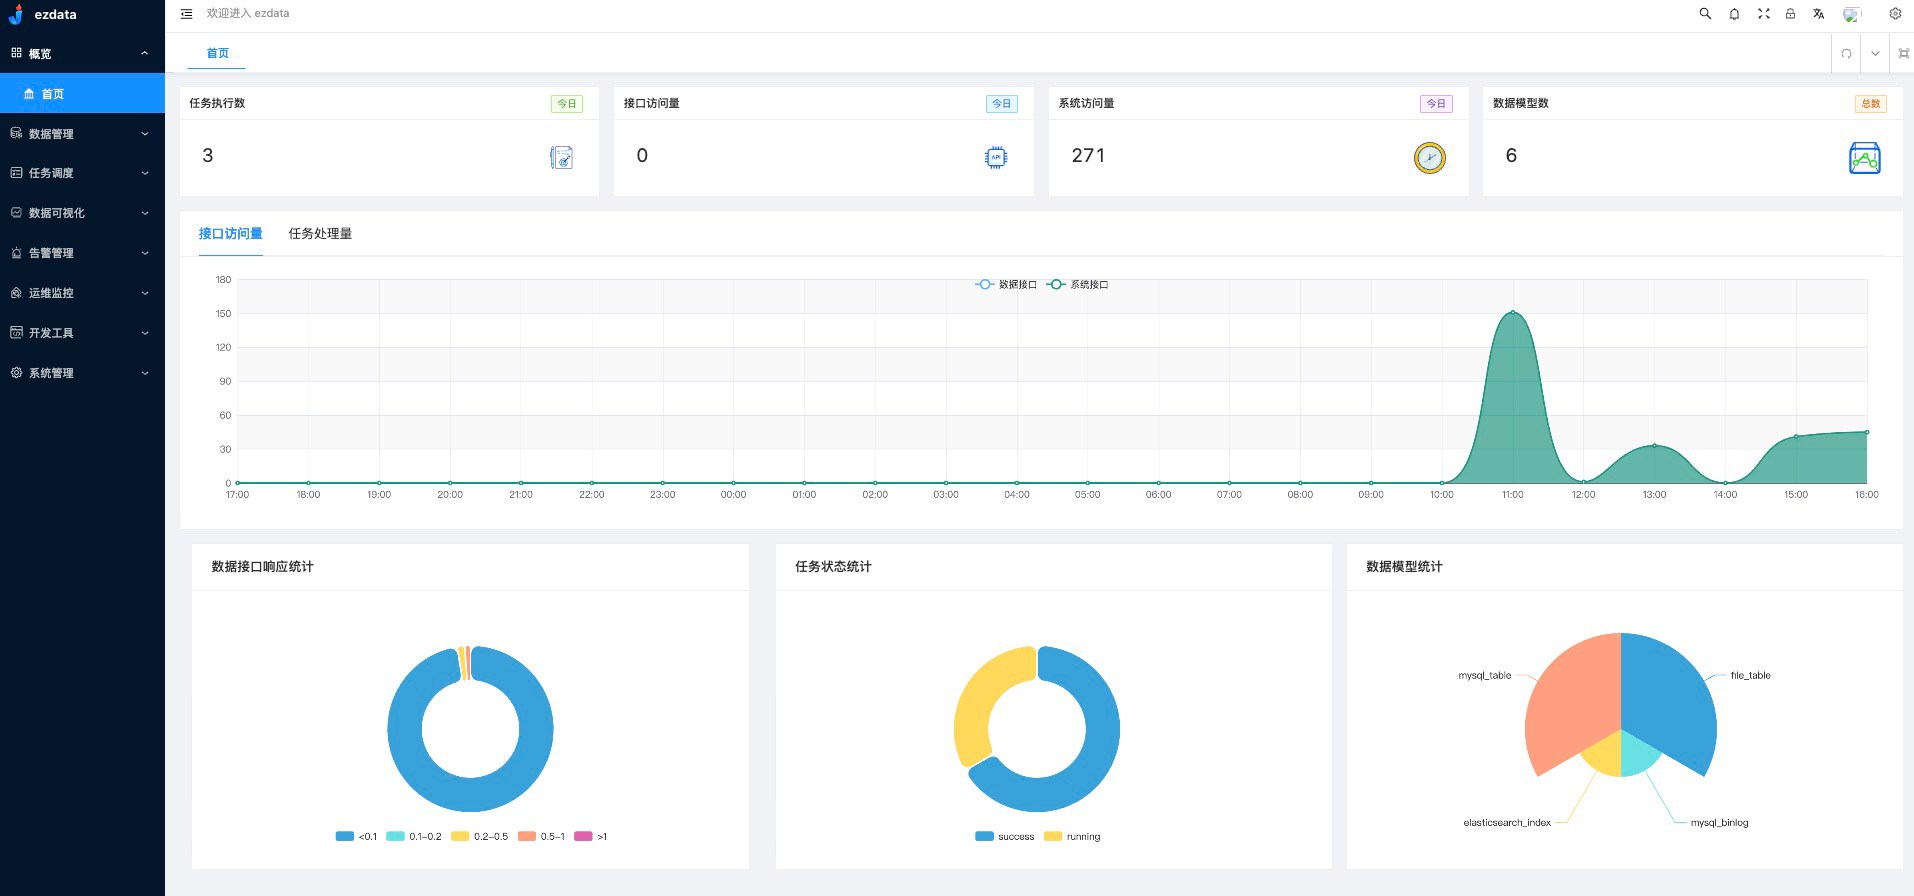 ezdata
欢迎进入 ezdata
概览
首页
首页
数据管理
任务调度
数据可视化
告警管理
运维监控
开发工具
系统管理
任务执行数 今日
3
接口访问量 今日
0
API
系统访问量 今日
271
数据模型数 总数
6
接口访问量 任务处理量
数据接口 系统接口
180
150
120
90
60
30
0
17:00 18:00 19:00 20:00 21:00 22:00 23:00 00:00 01:00 02:00 03:00 04:00 05:00 06:00 07:00 08:00 09:00 10:00 11:00 12:00 13:00 14:00 15:00 16:00
数据接口响应统计
<0.1 0.1-0.2 0.2-0.5 0.5-1 >1
任务状态统计
success running
数据模型统计
mysql_table file_table
elasticsearch_index mysql_binlog